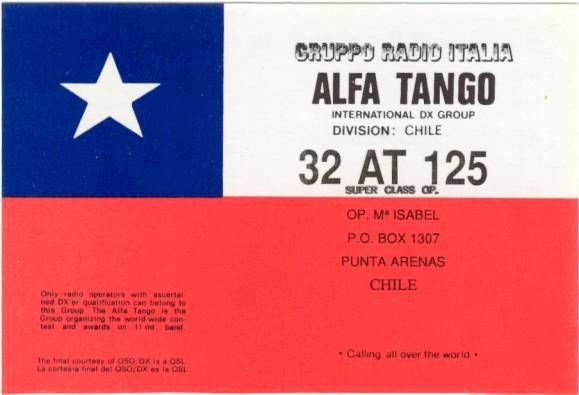 GRUPPO RADIO ITALIA
ALFA TANGO
INTERNATIONAL DX GROUP
DIVISION: CHILE
32 AT 125
SUPER CLASS OP.
OP. Mª ISABEL
P.O. BOX 1307
PUNTA ARENAS
CHILE
Only radio operators with ascertai-
ned DX'er qualification can belong to
this Group The Alfa Tango Is the
Group organizing the world-wide con-
test and awards on 11 mt. band
The final courtesy of QSO/DX is a QSL
La cortesia final del QSO/DX es la QSL
• Calling all over the world •